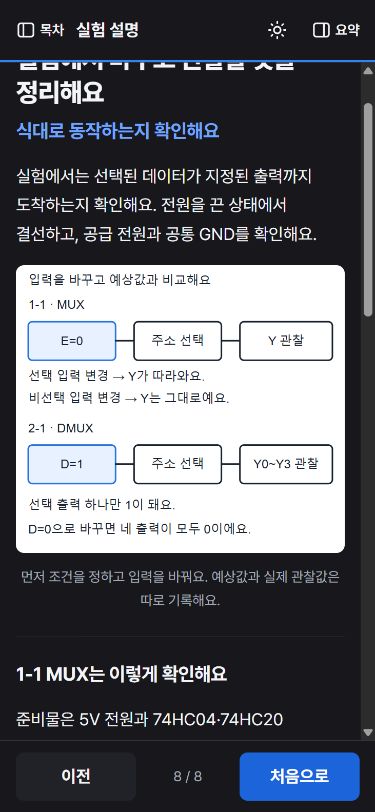 목차 실험 설명 요약
정리해요
식대로 동작하는지 확인해요
실험에서는 선택된 데이터가 지정된 출력까지
도착하는지 확인해요. 전원을 끈 상태에서
결선하고, 공급 전원과 공통 GND를 확인해요.
입력을 바꾸고 예상값과 비교해요
1-1 · MUX
E=0 주소 선택 Y 관찰
선택 입력 변경 → Y가 따라와요.
비선택 입력 변경 → Y는 그대로예요.
2-1 · DMUX
D=1 주소 선택 Y0~Y3 관찰
선택 출력 하나만 1이 돼요.
D=0으로 바꾸면 네 출력이 모두 0이에요.
먼저 조건을 정하고 입력을 바꿔요. 예상값과 실제 관찰값은
따로 기록해요.
1-1 MUX는 이렇게 확인해요
준비물은 5V 전원과 74HC04·74HC20
이전 8 / 8 처음으로